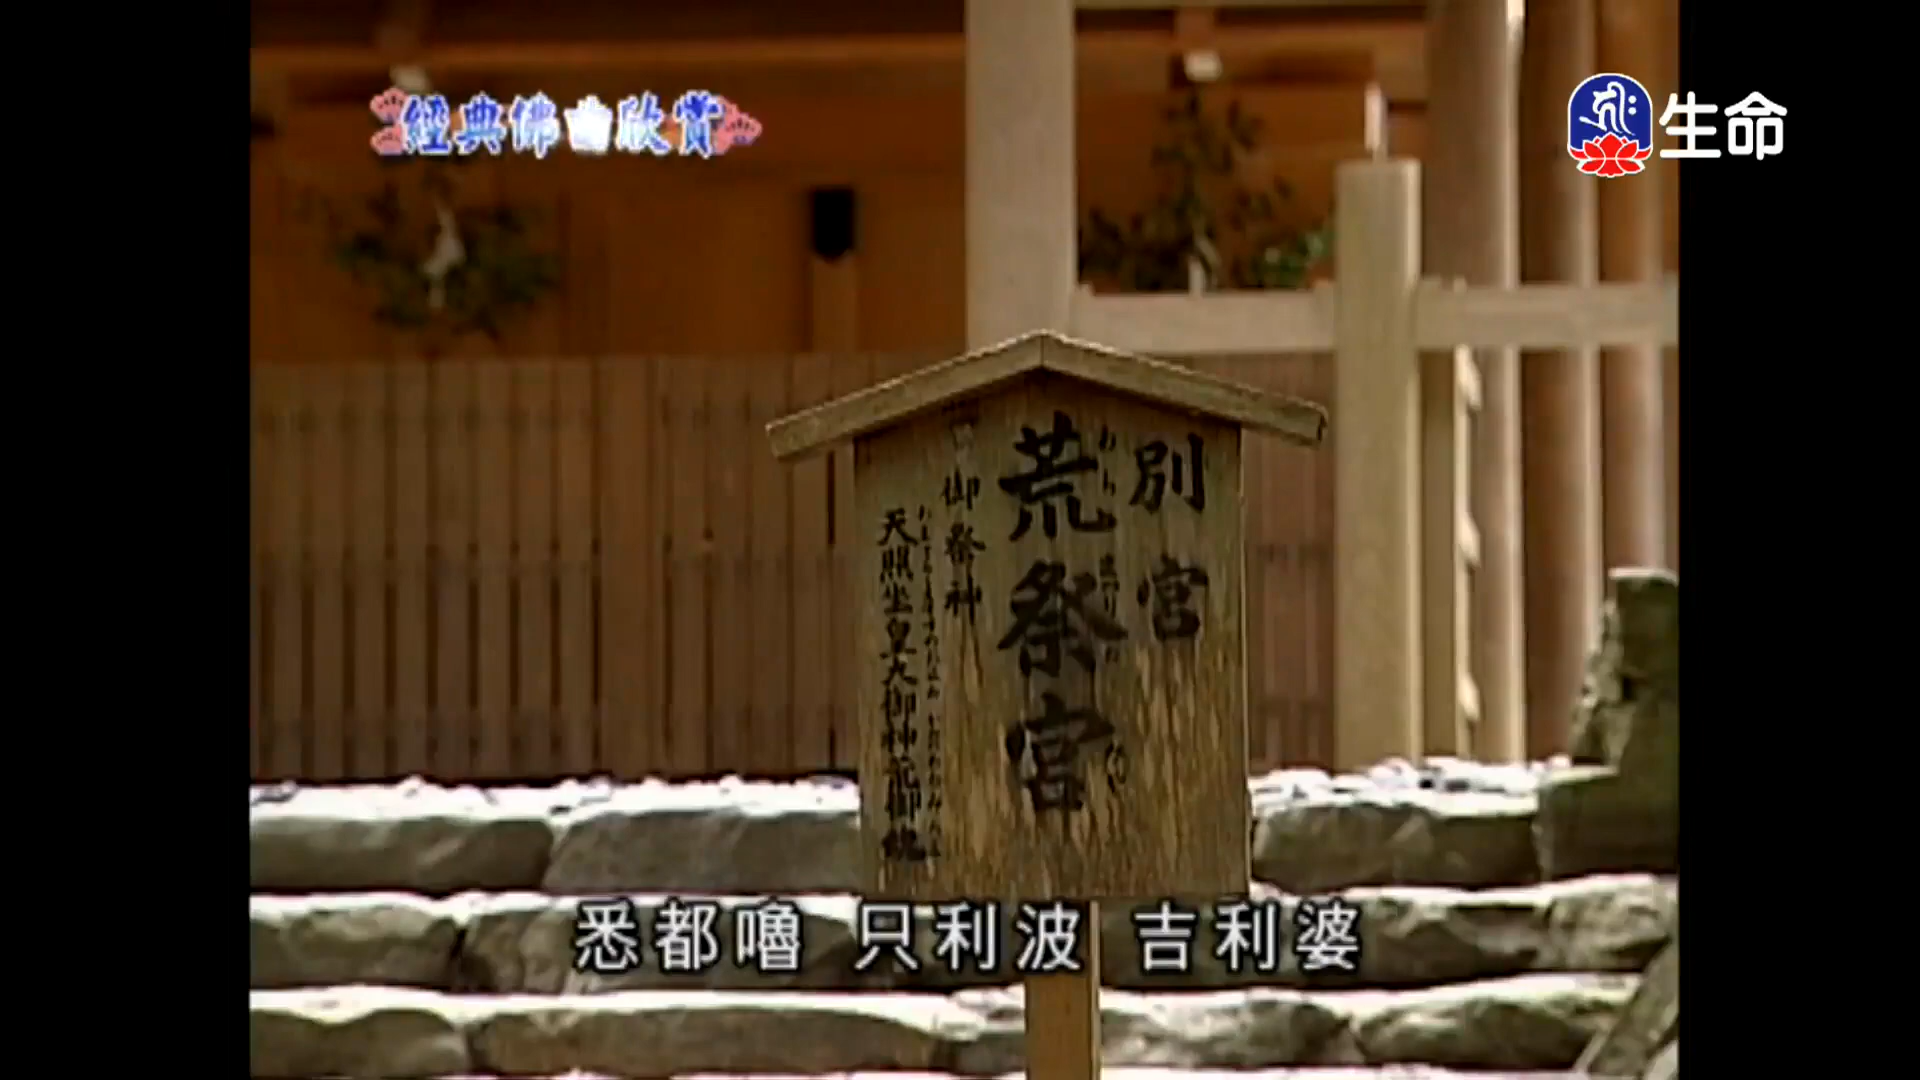 經典佛曲欣賞
生命
別宮
荒祭宮
御祭神
天照坐皇大御神荒御魂
悉都嚕 只利波 吉利婆